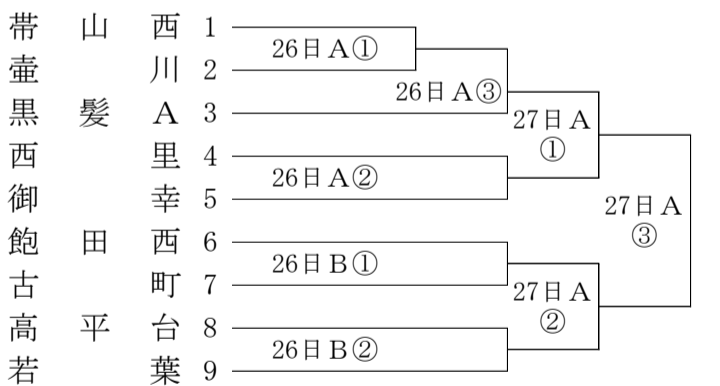 帯山西 1
26日A①
壷川 2
26日A③
黒髪A 3
27日A
①
西里 4
26日A②
御幸 5
27日A
③
飽田西 6
26日B①
古町 7
27日A
②
高平台 8
26日B②
若葉 9